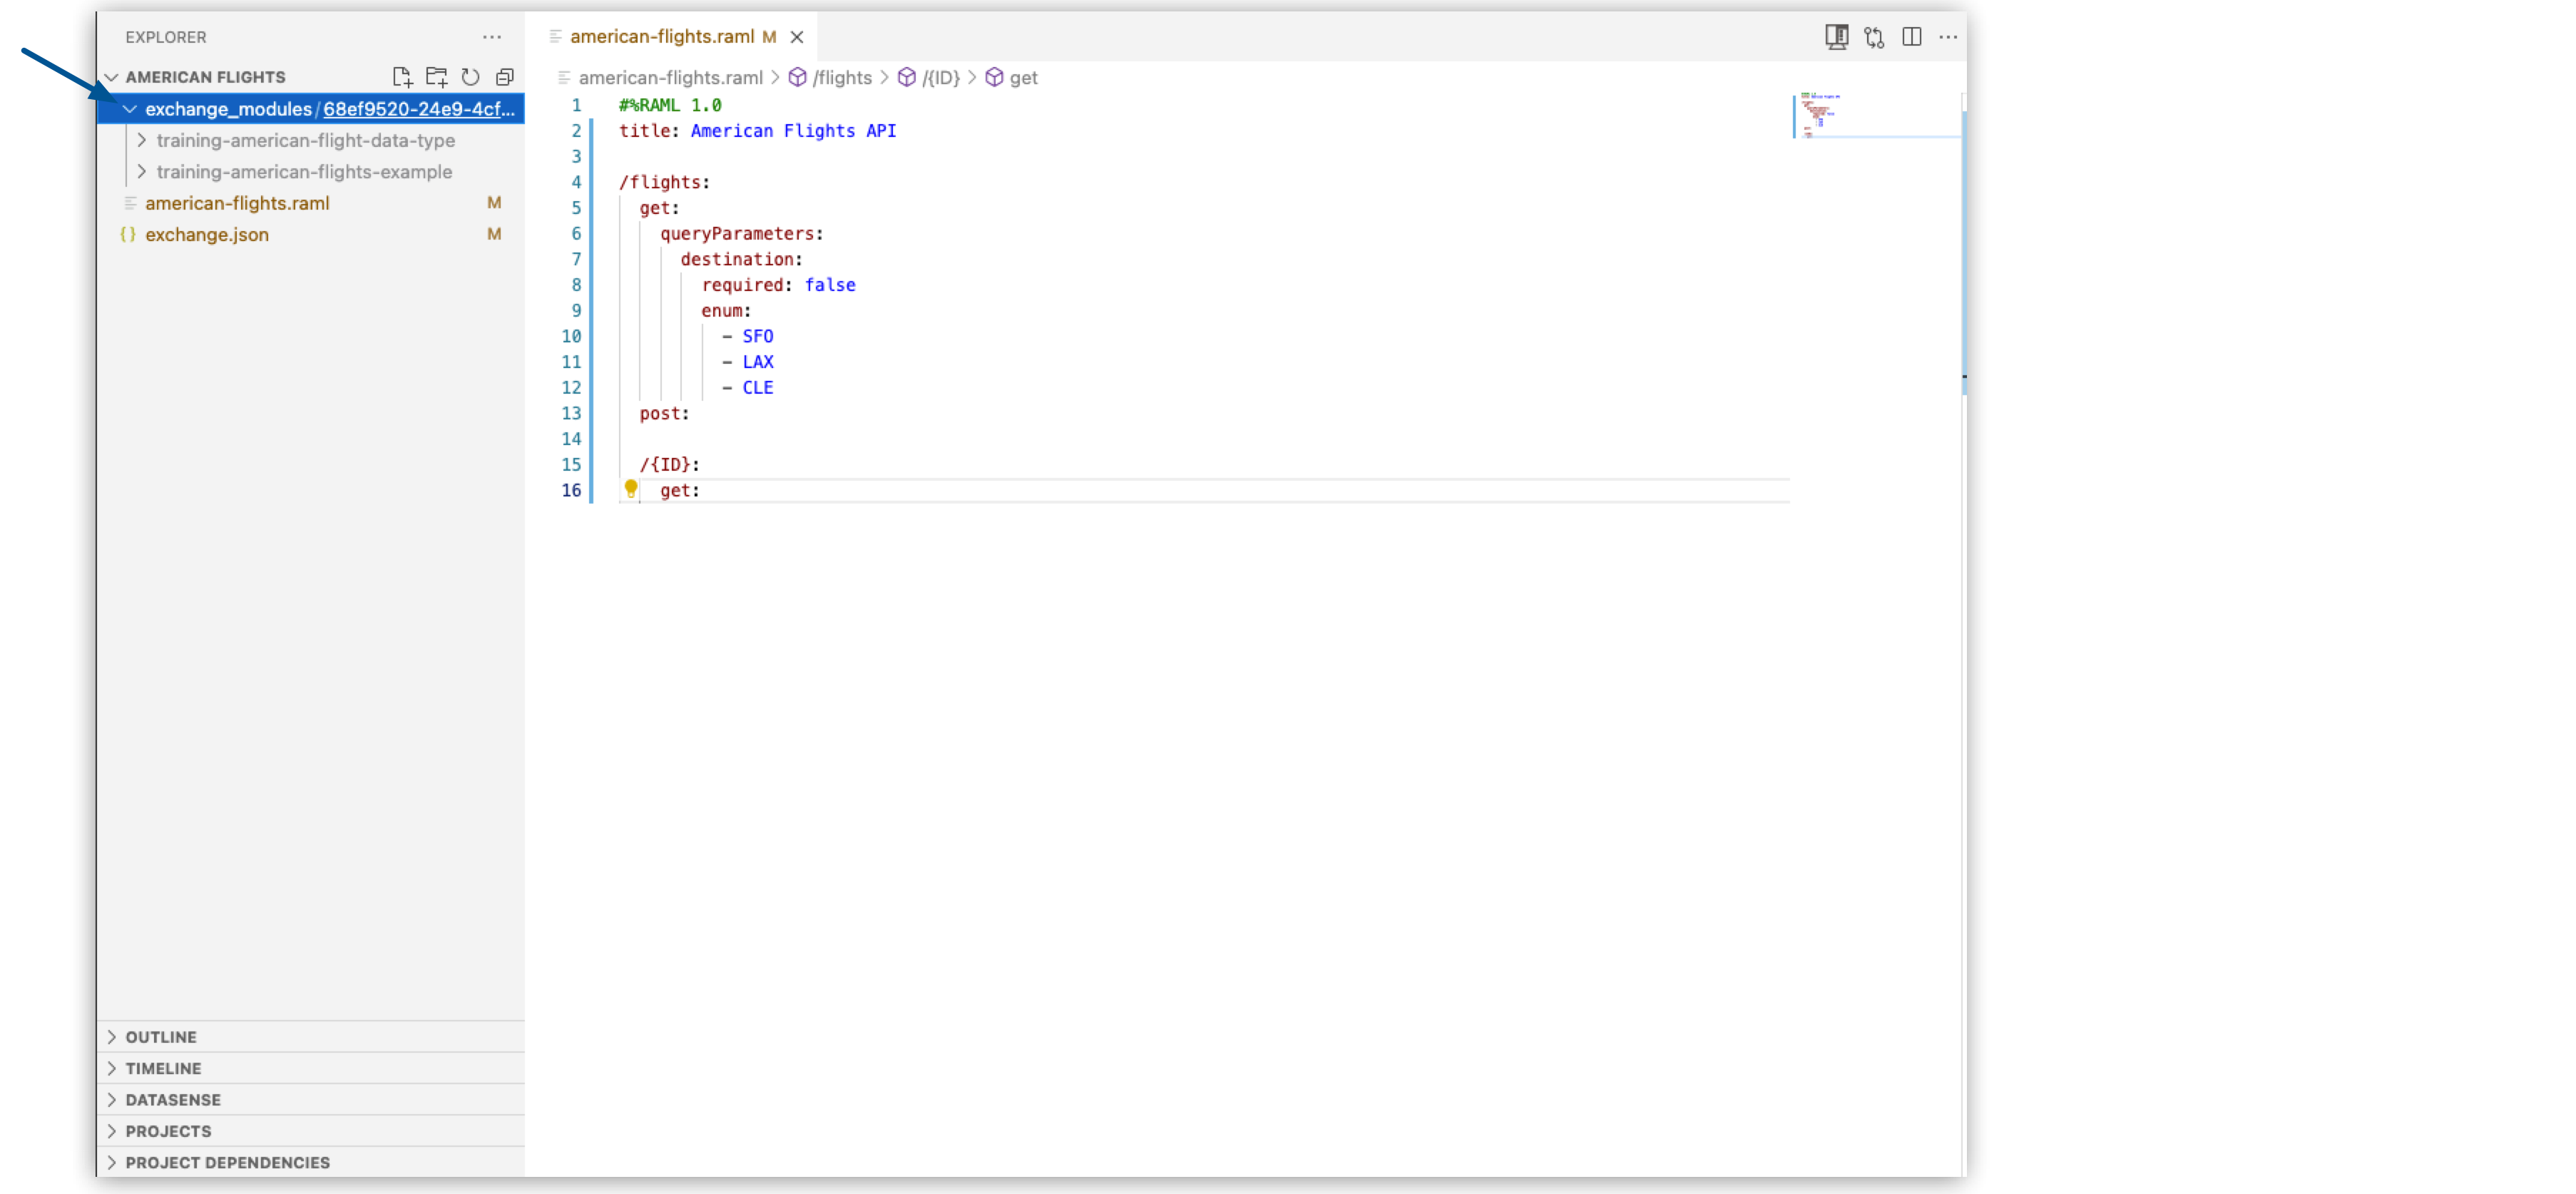 EXPLORER
AMERICAN FLIGHTS
exchange_modules / 68ef9520-24e9-4cf...
training-american-flight-data-type
training-american-flights-example
american-flights.raml M
{} exchange.json M
OUTLINE
TIMELINE
DATASENSE
PROJECTS
PROJECT DEPENDENCIES
american-flights.raml M
american-flights.raml > /flights > /{ID} > get
1 #%RAML 1.0
2 title: American Flights API
3
4 /flights:
5 get:
6 queryParameters:
7 destination:
8 required: false
9 enum:
10 - SFO
11 - LAX
12 - CLE
13 post:
14
15 /{ID}:
16 get: